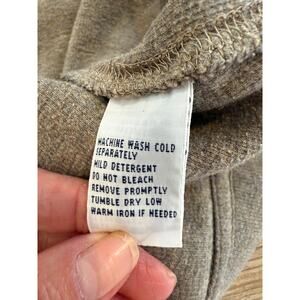 MACHINE WASH COLD
SEPARATELY
MILD DETERGENT
DO NOT BLEACH
REMOVE PROMPTLY
TUMBLE DRY LOW
WARM IRON IF NEEDED